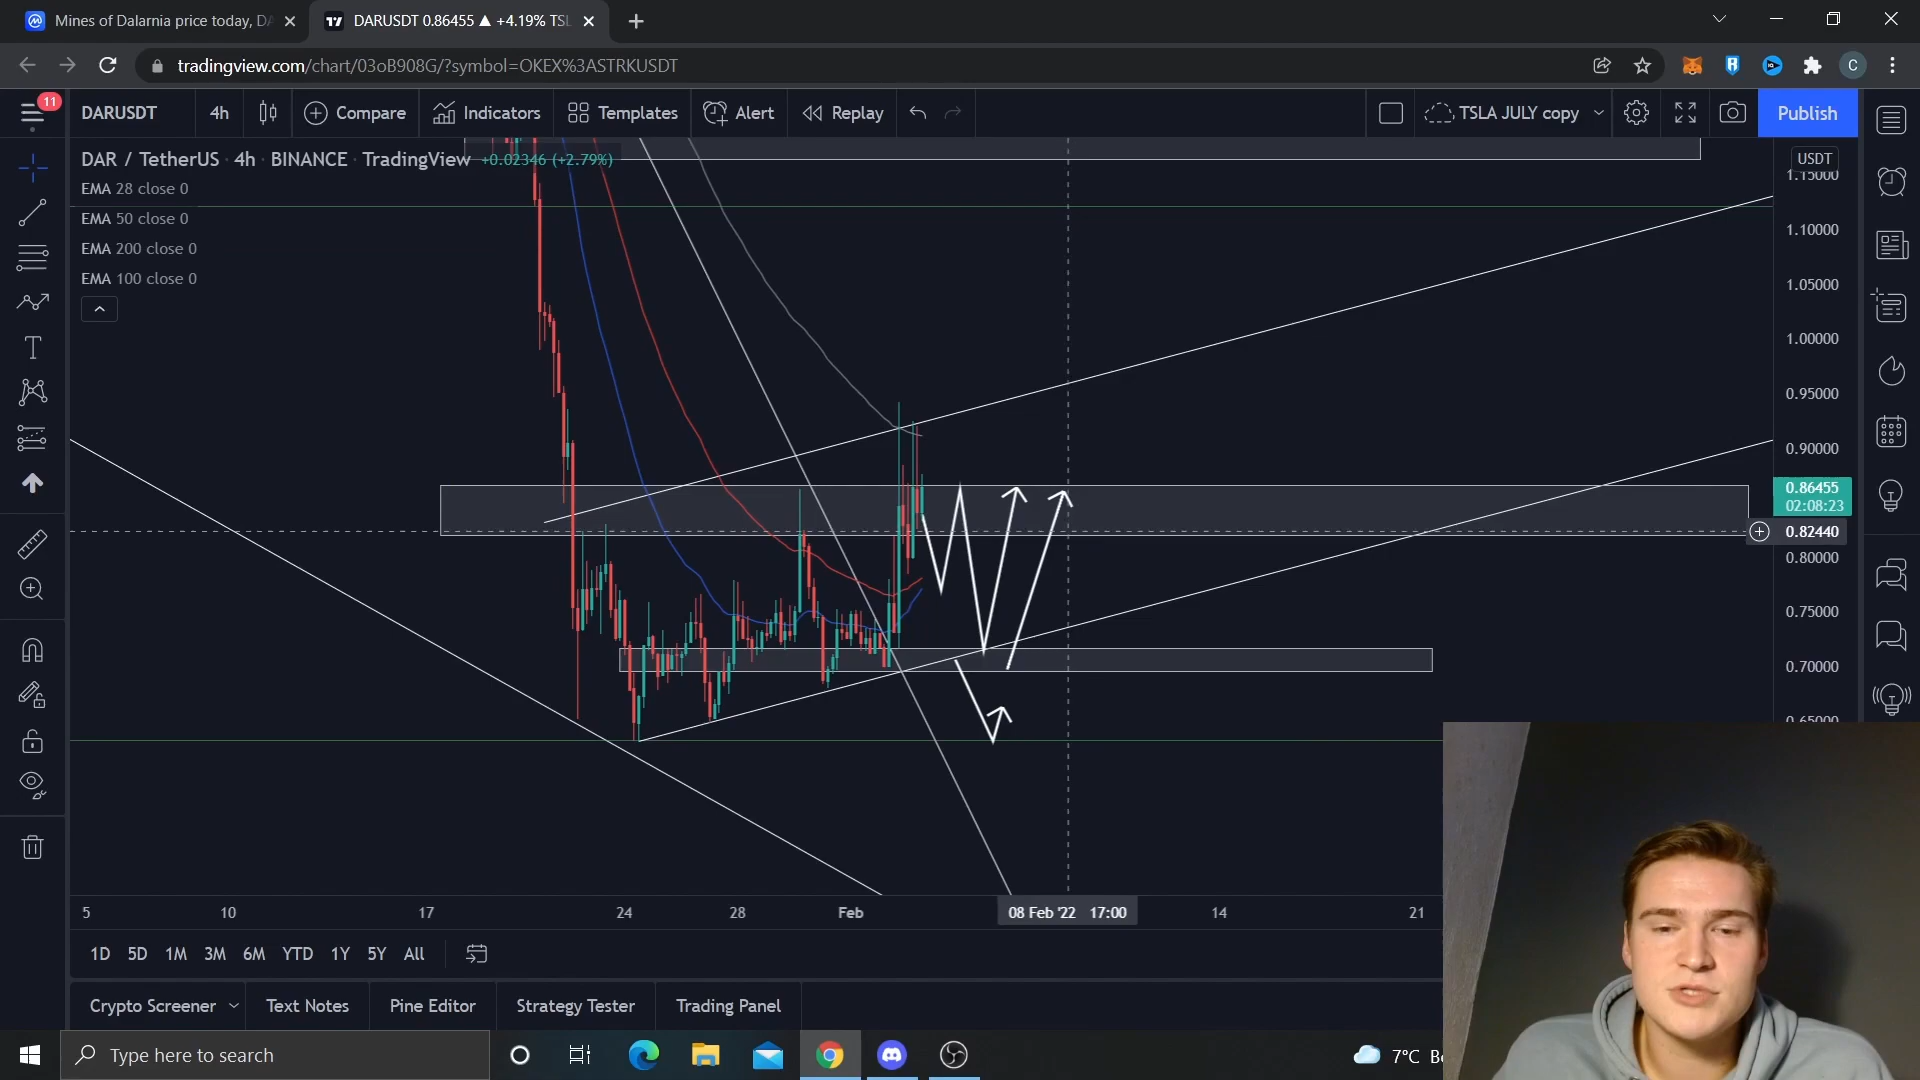 Mines of Dalarnia price today, DA
DARUSDT 0.86455 ▲ +4.19% TSL
tradingview.com/chart/03oB908G/?symbol=OKEX%3ASTRKUSDT
C
11
DARUSDT
4h
Compare
Indicators
Templates
Alert
Replay
TSLA JULY copy
Publish
DAR / TetherUS · 4h · BINANCE · TradingView +0.02346 (+2.79%)
EMA 28 close 0
EMA 50 close 0
EMA 200 close 0
EMA 100 close 0
USDT
1.15000
1.10000
1.05000
1.00000
0.95000
0.90000
0.86455
02:08:23
0.82440
0.80000
0.75000
0.70000
0.65000
5 10 17 24 28 Feb 08 Feb '22 17:00 14 21
1D 5D 1M 3M 6M YTD 1Y 5Y All
Crypto Screener Text Notes Pine Editor Strategy Tester Trading Panel
Type here to search
7°C